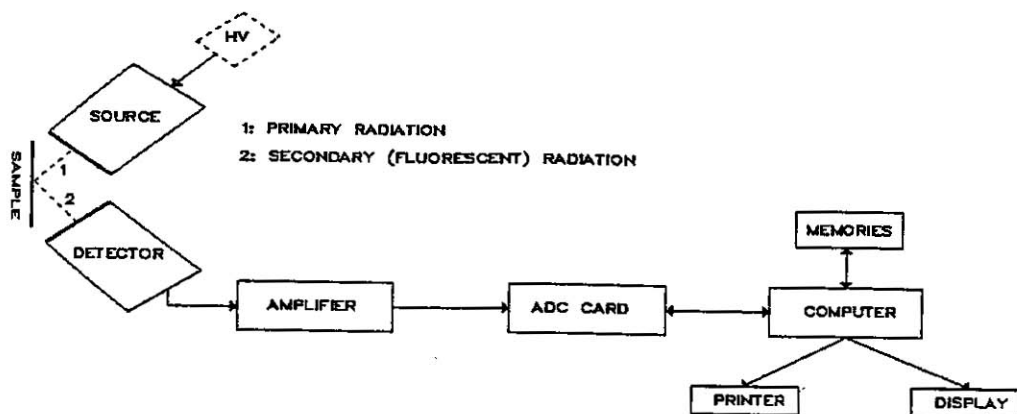 HV
SOURCE
1: PRIMARY RADIATION
2: SECONDARY (FLUORESCENT) RADIATION
SAMPLE
1
2
DETECTOR
MEMORIES
AMPLIFIER
ADC CARD
COMPUTER
PRINTER
DISPLAY